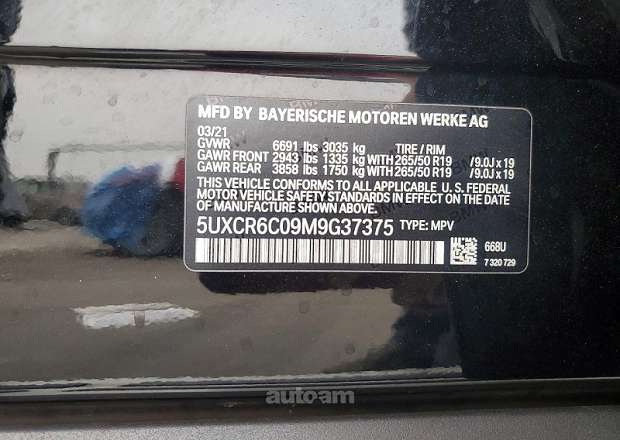 MFD BY BAYERISCHE MOTOREN WERKE AG
03/21
GVWR 6691 lbs 3035 kg TIRE / RIM
GAWR FRONT 2943 lbs 1335 kg WITH 265/50 R19 /9.0J x 19
GAWR REAR 3858 lbs 1750 kg WITH 265/50 R19 /9.0J x 19
THIS VEHICLE CONFORMS TO ALL APPLICABLE U. S. FEDERAL
MOTOR VEHICLE SAFETY STANDARDS IN EFFECT ON THE DATE
OF MANUFACTURE SHOWN ABOVE.
5UXCR6C09M9G37375 TYPE: MPV
668U
7 320 729
autoam